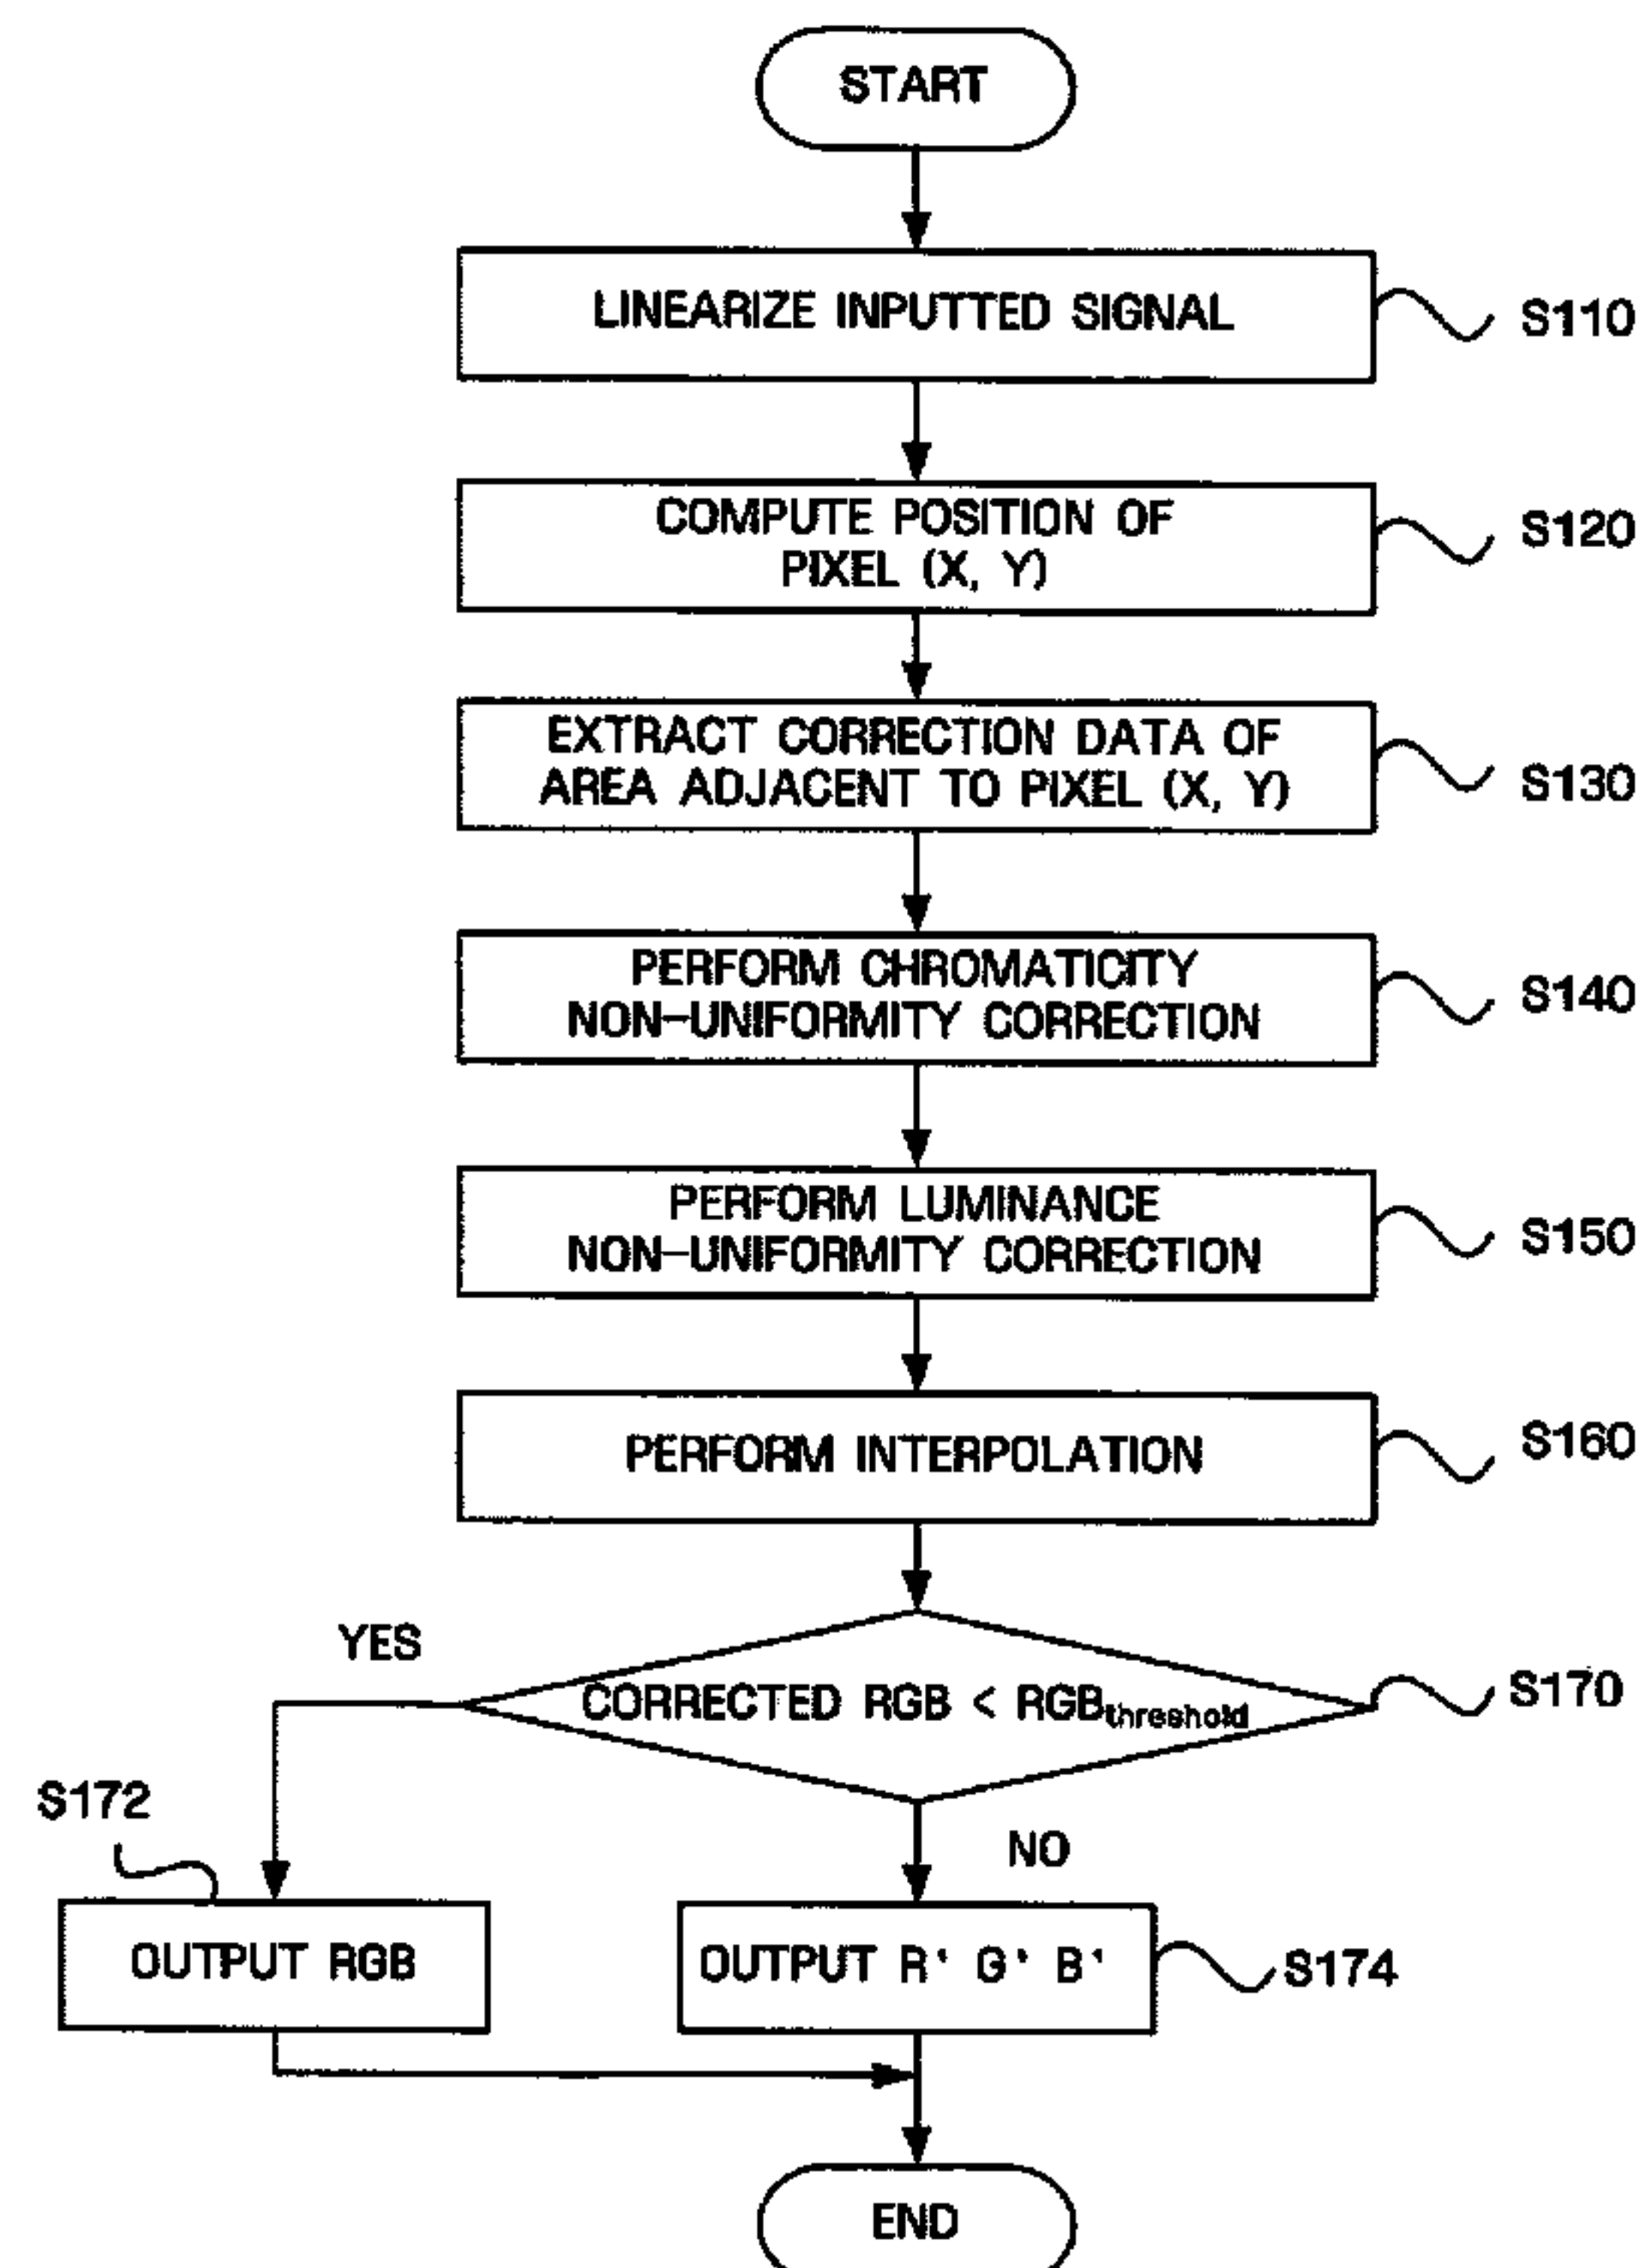 START
LINEARIZE INPUTTED SIGNAL
S110
COMPUTE POSITION OF
PIXEL (X, Y)
S120
EXTRACT CORRECTION DATA OF
AREA ADJACENT TO PIXEL (X, Y)
S130
PERFORM CHROMATICITY
NON-UNIFORMITY CORRECTION
S140
PERFORM LUMINANCE
NON-UNIFORMITY CORRECTION
S150
PERFORM INTERPOLATION
S160
YES
CORRECTED RGB < RGBthreshold
S170
S172
NO
OUTPUT RGB
OUTPUT R' G' B'
S174
END